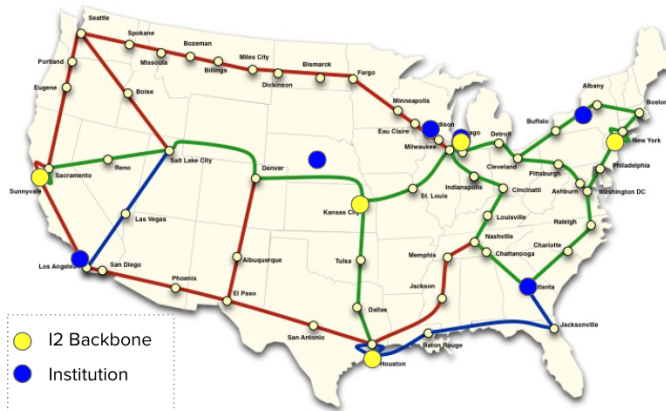 Seattle
Spokane
Bozeman
Miles City
Bismarck
Fargo
Missoula
Billings
Dickinson
Portland
Eugene
Boise
Minneapolis
Eau Claire
Milwaukee
Detroit
Buffalo
Albany
Boston
New York
Sunnyvale
Sacramento
Reno
Salt Lake City
Denver
Kansas City
St. Louis
Indianapolis
Cleveland
Cincinatti
Pittsburgh
Philadelphia
Ashburn
Washington DC
Las Vegas
Louisville
Raleigh
Los Angeles
San Diego
Phoenix
Albuquerque
El Paso
Tulsa
Dallas
Memphis
Nashville
Chattanooga
Charlotte
Jackson
San Antonio
Houston
Baton Rouge
Jacksonville
I2 Backbone
Institution